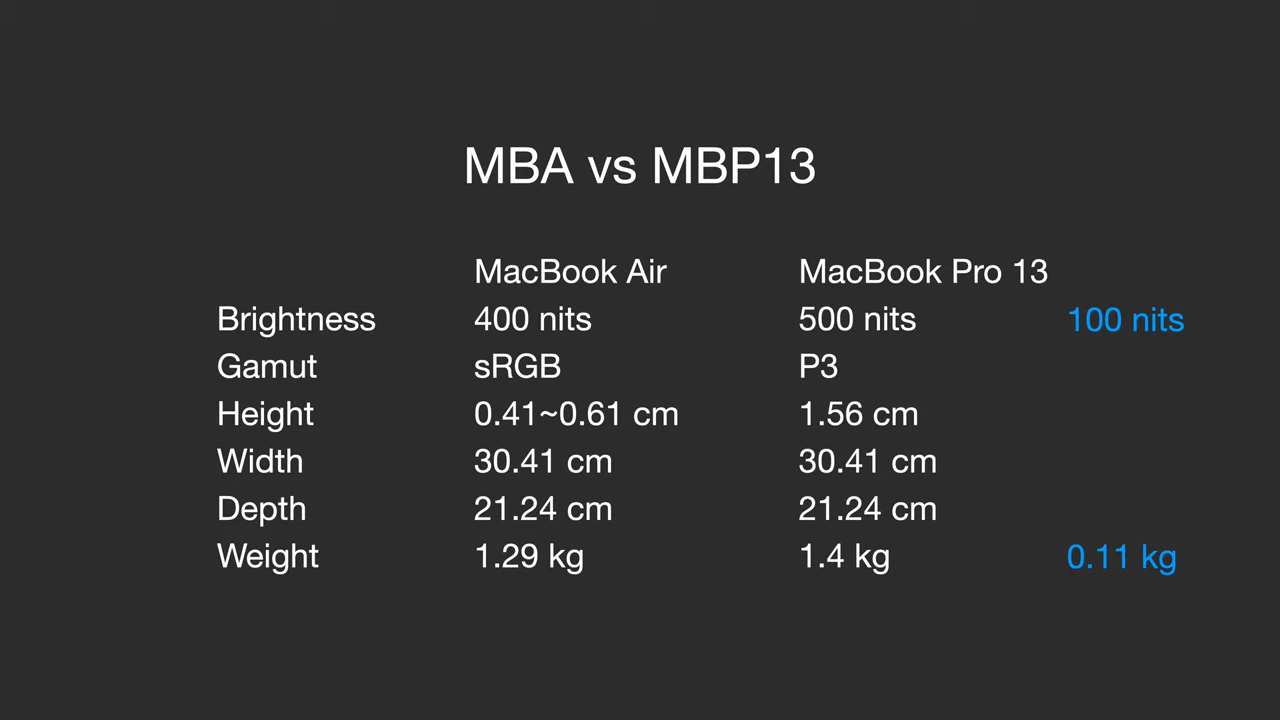 MBA vs MBP13
MacBook Air MacBook Pro 13
Brightness 400 nits 500 nits 100 nits
Gamut sRGB P3
Height 0.41~0.61 cm 1.56 cm
Width 30.41 cm 30.41 cm
Depth 21.24 cm 21.24 cm
Weight 1.29 kg 1.4 kg 0.11 kg